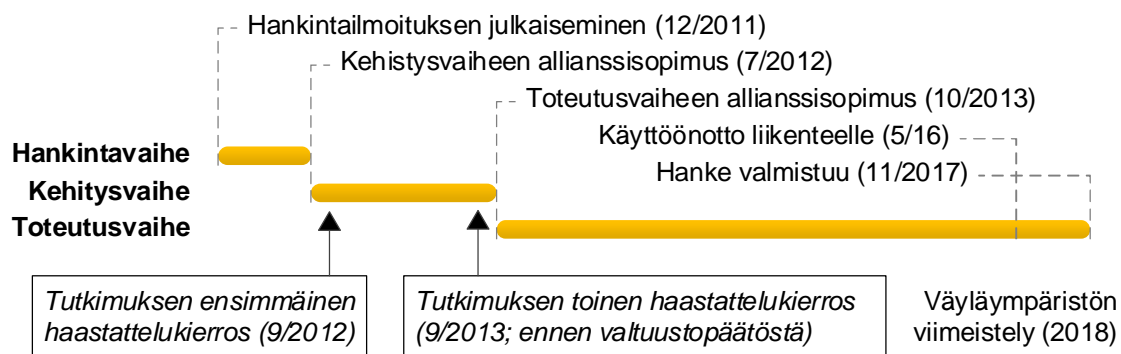 Hankintailmoituksen julkaiseminen (12/2011)
Kehistysvaiheen allianssisopimus (7/2012)
Toteutusvaiheen allianssisopimus (10/2013)
Käyttöönotto liikenteelle (5/16)
Hankintavaihe
Hanke valmistuu (11/2017)
Kehitysvaihe
Toteutusvaihe
Tutkimuksen ensimmäinen
haastattelukierros (9/2012)
Tutkimuksen toinen haastattelukierros
(9/2013; ennen valtuustopäätöstä)
Väyläympäristön
viimeistely (2018)